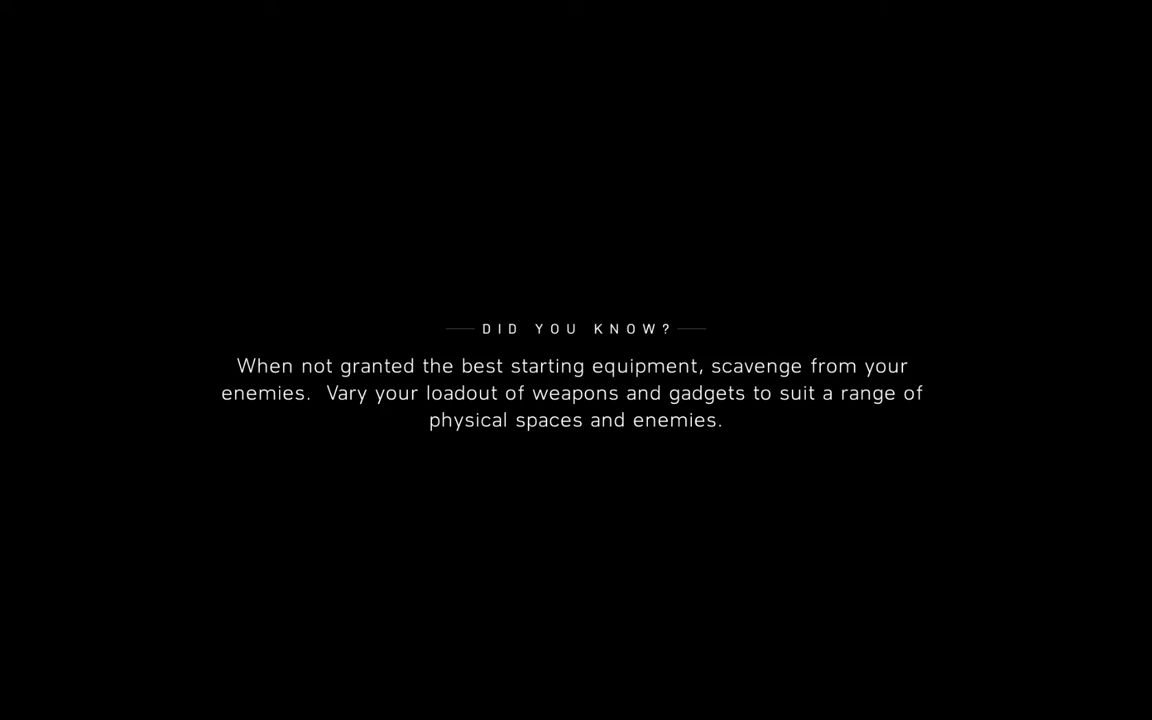 DID YOU KNOW?
When not granted the best starting equipment, scavenge from your
enemies.  Vary your loadout of weapons and gadgets to suit a range of
physical spaces and enemies.